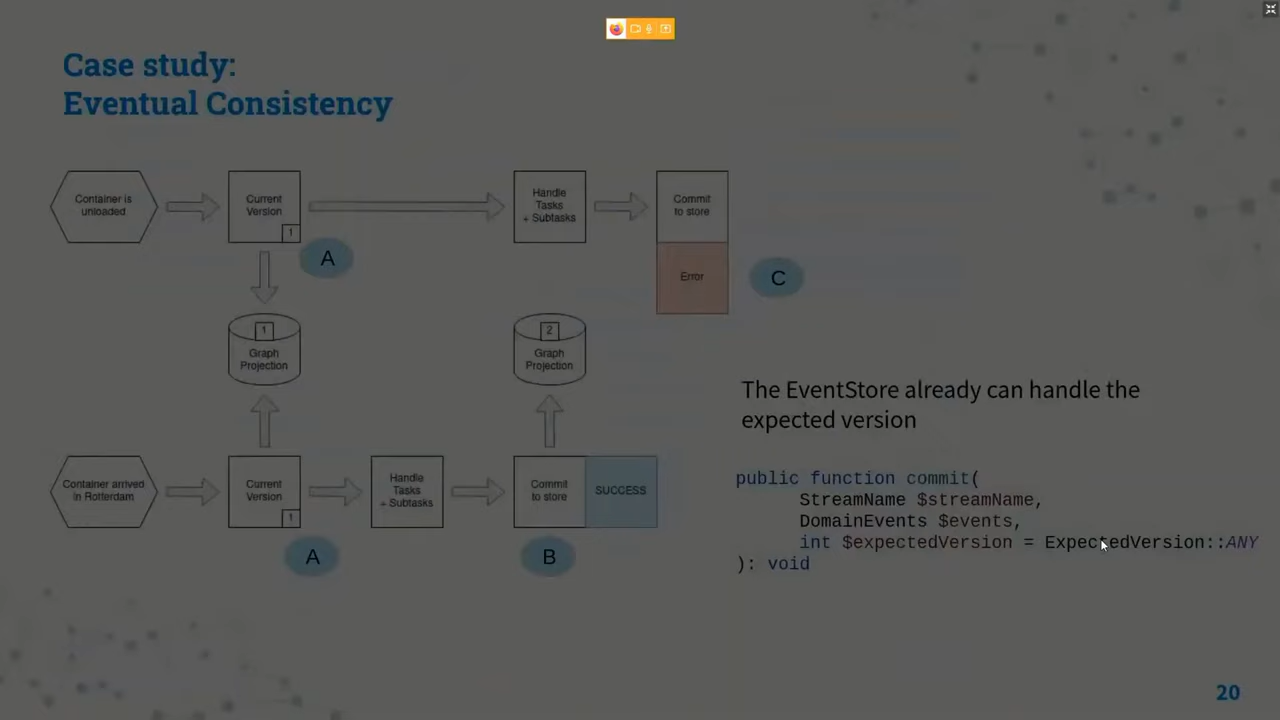 Case study:
Eventual Consistency
Container is
unloaded
Current
Version
1
Handle
Tasks
+ Subtasks
Commit
to store
A
Error
C
1
Graph
Projection
2
Graph
Projection
The EventStore already can handle the
expected version
Container arrived
in Rotterdam
Current
Version
1
Handle
Tasks
+ Subtasks
Commit
to store
SUCCESS
A
B
public function commit(
StreamName $streamName,
DomainEvents $events,
int $expectedVersion = ExpectedVersion::ANY
): void
20